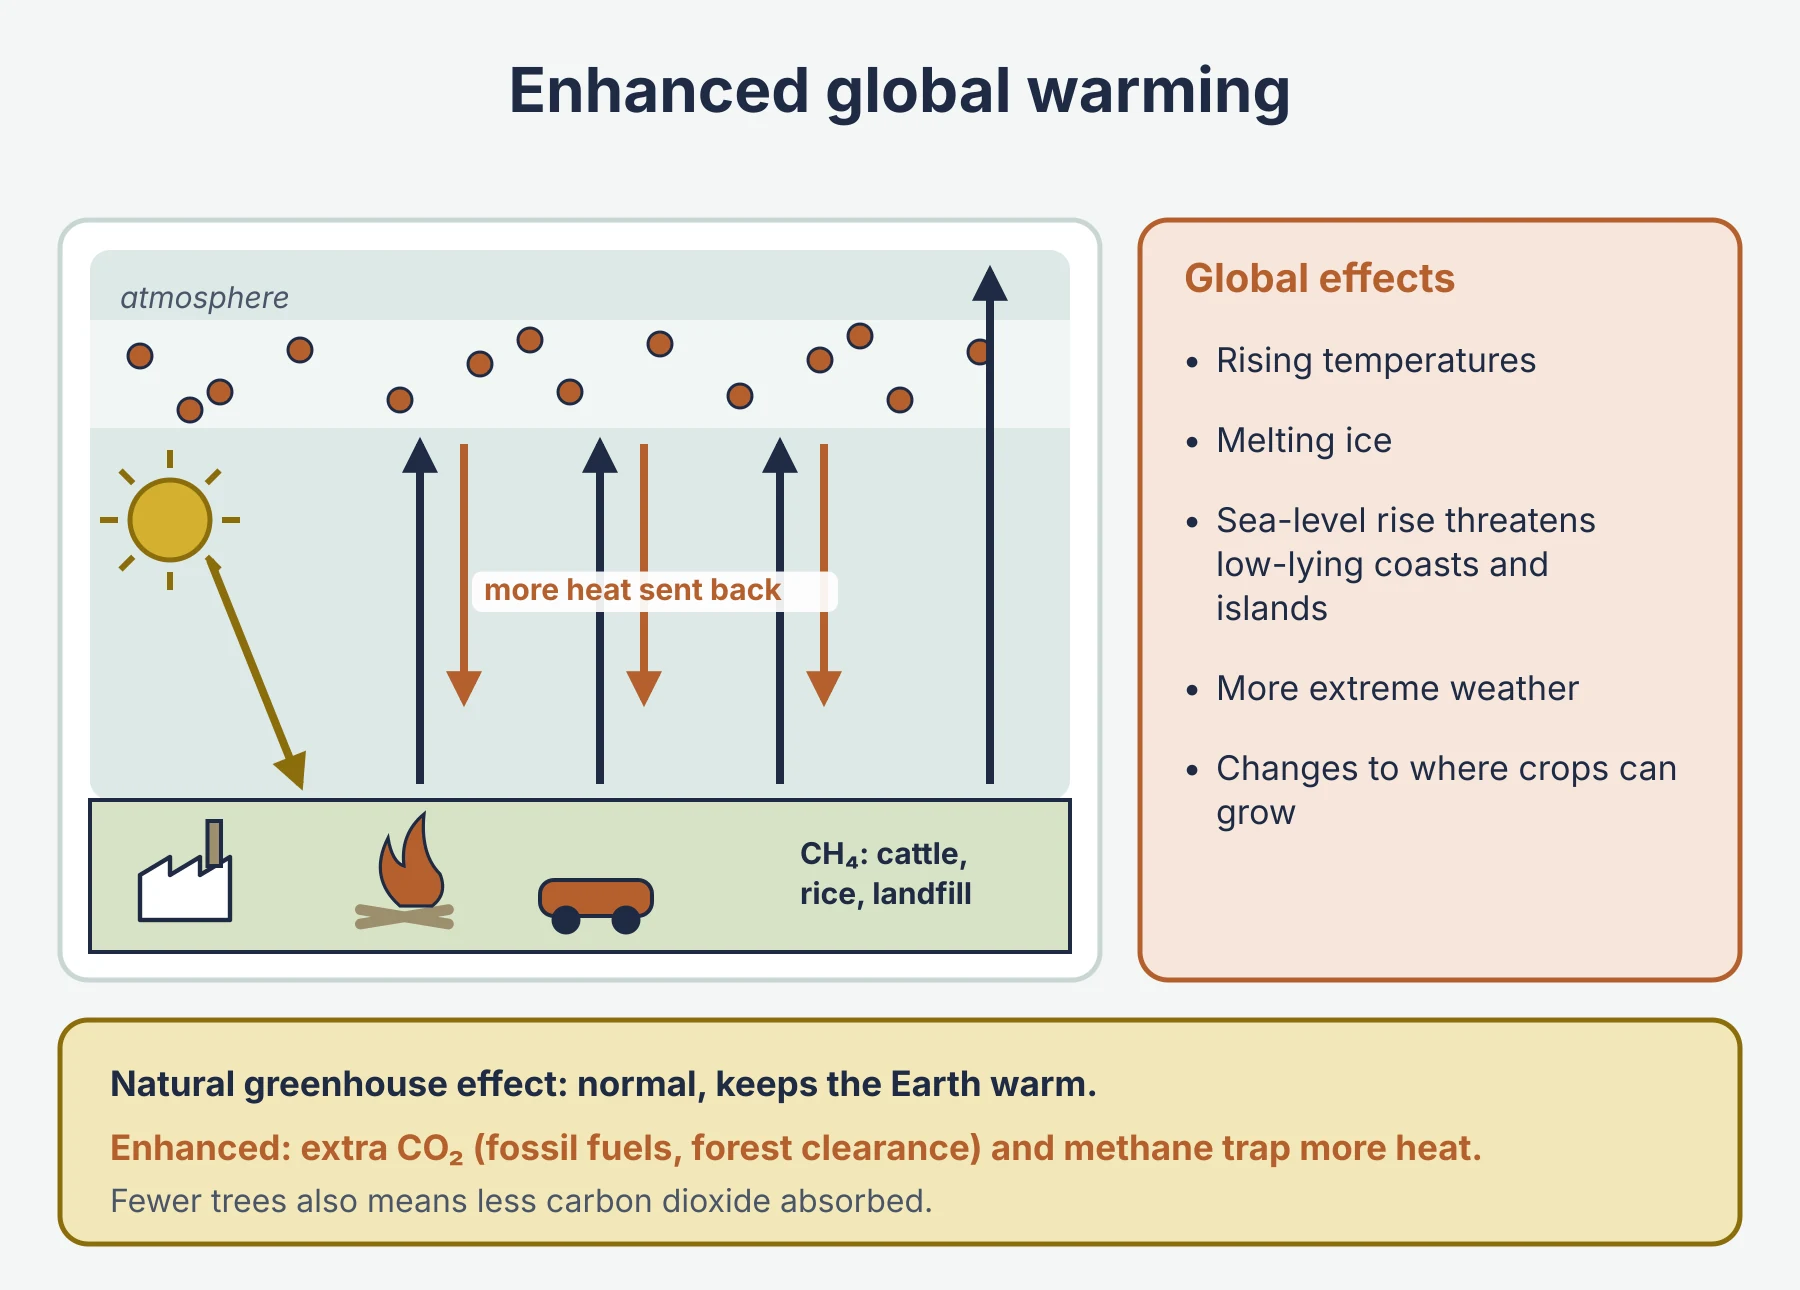 Enhanced global warming
atmosphere
more heat sent back
CH₄: cattle,
rice, landfill
Global effects
• Rising temperatures
• Melting ice
• Sea-level rise threatens
low-lying coasts and
islands
• More extreme weather
• Changes to where crops can
grow
Natural greenhouse effect: normal, keeps the Earth warm.
Enhanced: extra CO₂ (fossil fuels, forest clearance) and methane trap more heat.
Fewer trees also means less carbon dioxide absorbed.